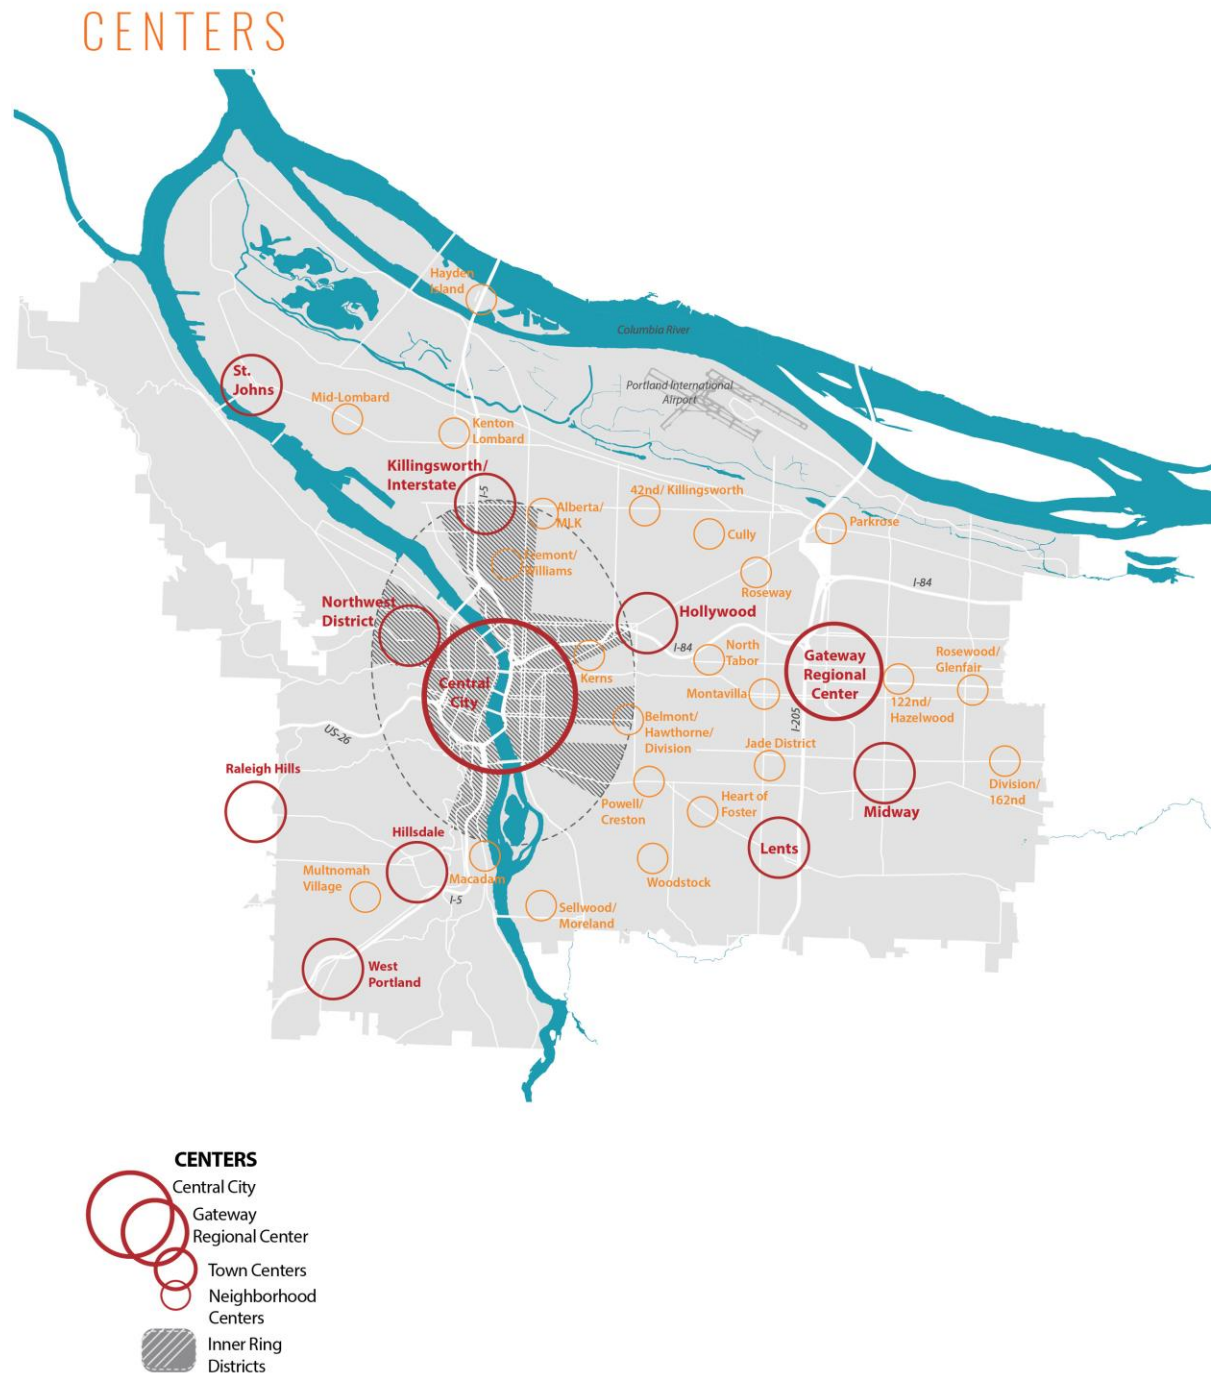 CENTERS
Hayden
Island
Columbia River
Portland International
Airport
St.
Johns
Mid-Lombard
Kenton
Lombard
Killingsworth/
Interstate
I-5
Alberta/
MLK
42nd/ Killingsworth
Cully
Parkrose
Fremont/
Williams
Roseway
I-84
Northwest
District
Hollywood
I-84
North
Tabor
Kerns
Montavilla
Gateway
Regional
Center
Rosewood/
Glenfair
122nd/
Hazelwood
Central
City
US-26
Belmont/
Hawthorne/
Division
I-205
Jade District
Raleigh Hills
Powell/
Creston
Heart of
Foster
Midway
Division/
162nd
Hillsdale
Lents
Multnomah
Village
Macadam
I-5
Woodstock
Sellwood/
Moreland
West
Portland
CENTERS
Central City
Gateway
Regional Center
Town Centers
Neighborhood
Centers
Inner Ring
Districts